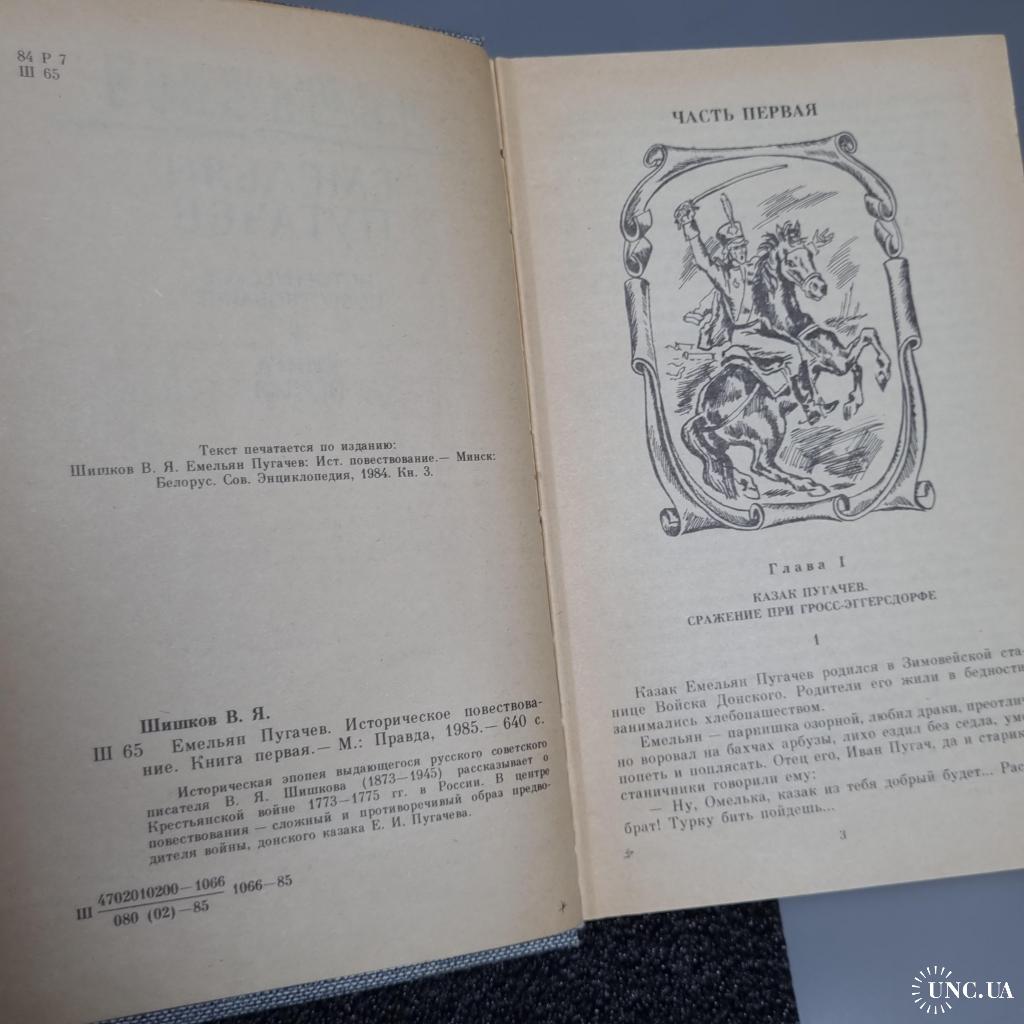 84 Р 7
Ш 65
Текст печатается по изданию:
Шишков В. Я. Емельян Пугачев: Ист. повествование.— Минск:
Белорус. Сов. Энциклопедия, 1984. Кн. 3.
Шишков В. Я.
Ш 65 Емельян Пугачев. Историческое повествова-
ние. Книга первая.— М.: Правда, 1985.— 640 с.
Историческая эпопея выдающегося русского советского
писателя В. Я. Шишкова (1873—1945) рассказывает о
Крестьянской войне 1773—1775 гг. в России. В центре
повествования — сложный и противоречивый образ предво-
дителя войны, донского казака Е. И. Пугачева.
Ш 4702010200—1066 1066—85
080 (02)—85
ЧАСТЬ ПЕРВАЯ
Глава I
КАЗАК ПУГАЧЕВ.
СРАЖЕНИЕ ПРИ ГРОСС-ЭГГЕРСДОРФЕ
1
Казак Емельян Пугачев родился в Зимовейской ста-
нице Войска Донского. Родители его жили в бедности
занимались хлебопашеством.
Емельян — парнишка озорной, любил драки, преотлич
но воровал на бахчах арбузы, лихо ездил без седла, уме
попеть и поплясать. Отец его, Иван Пугач, да и старик
станичники говорили ему:
— Ну, Омелька, казак из тебя добрый будет... Рас
брат! Турку бить пойдешь...
3
UNC.UA